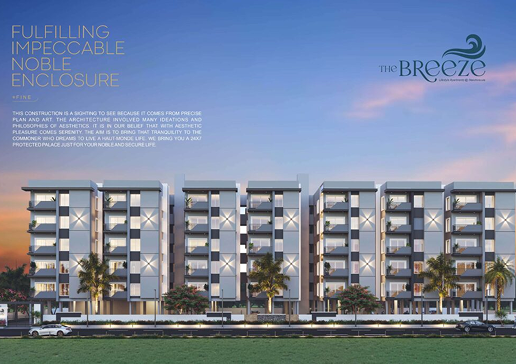 FULFILLING
IMPECCABLE
NOBLE
ENCLOSURE
THE BREEZE
THIS CONSTRUCTION IS A SIGHTING TO SEE BECAUSE IT COMES FROM PRECISE
PLAN AND ART. THE ARCHITECTURE INVOLVES MANY IDEATIONS AND
PHILOSOPHIES OF AESTHETICS. IT IS IN OUR BELIEF THAT WITH AESTHETIC
PLEASURE COMES SERENITY. THE AIM IS TO BRING THAT TRANQUILITY TO THE
COMMONER WHO DREAMS TO LIVE A HAUT MONDE LIFE. WE BRING YOU A 24X7
PROTECTED PALACE JUST FOR YOUR NOBLE AND SECURE LIFE.